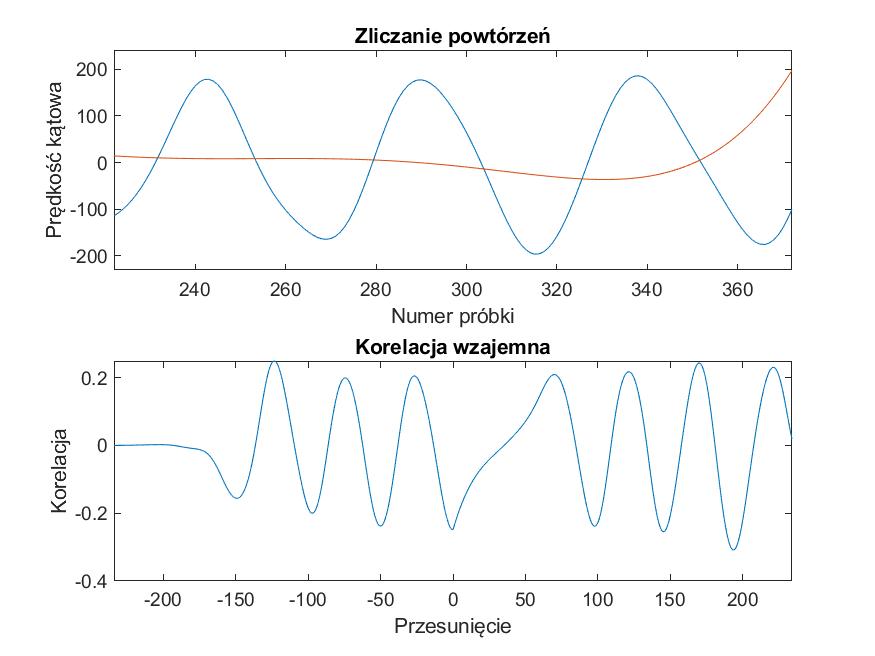 Zliczanie powtórzeń
Prędkość kątowa
200
100
0
-100
-200
240 260 280 300 320 340 360
Numer próbki
Korelacja wzajemna
Korelacja
0.2
0
-0.2
-0.4
-200 -150 -100 -50 0 50 100 150 200
Przesunięcie